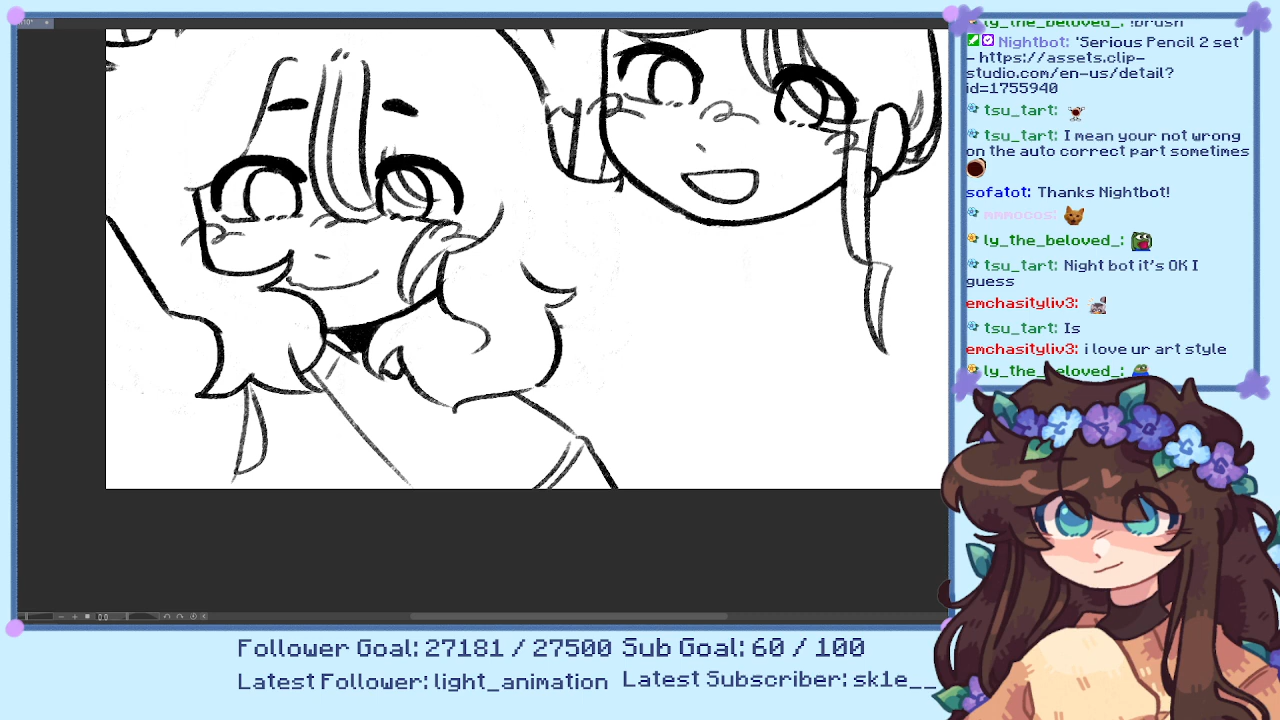 ly_the_beloved_: !brush
Nightbot: 'Serious Pencil 2 set'
- https://assets.clip-
studio.com/en-us/detail?
id=1755940
tsu_tart:
tsu_tart: I mean your not wrong
on the auto correct part sometimes
sofatot: Thanks Nightbot!
mmmocos:
ly_the_beloved_:
tsu_tart: Night bot it's OK I
guess
emchasityliv3:
tsu_tart: Is
emchasityliv3: i love ur art style
ly_the_beloved_:
Follower Goal: 27181 / 27500 Sub Goal: 60 / 100
Latest Follower: light_animation Latest Subscriber: sk1e__